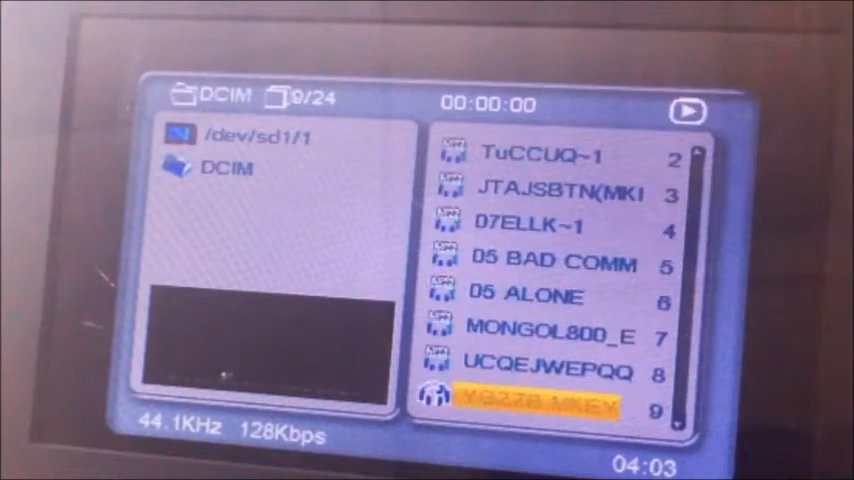 DCIM 9/24 00:00:00
/dev/sd1/1
DCIM
TuCCUQ~1 2
JTAJSBTN(MKI 3
D7ELLK~1 4
05 BAD COMM 5
05 ALONE 6
MONGOL800_E 7
UCQEJWEPQQ 8
9
44.1KHz 128Kbps
04:03